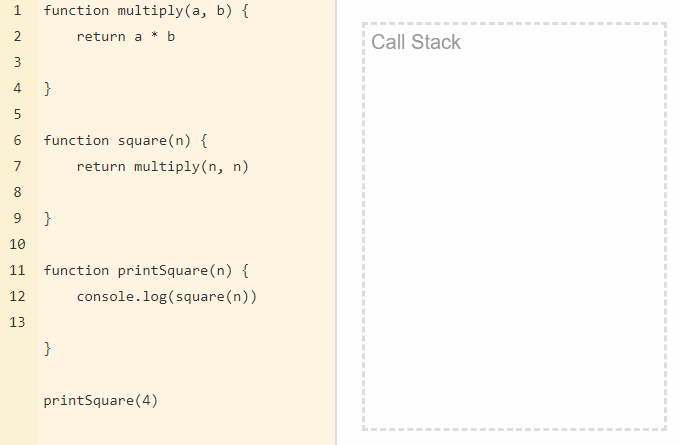 1 function multiply(a, b) {
2     return a * b
3
4 }
5
6 function square(n) {
7     return multiply(n, n)
8
9 }
10
11 function printSquare(n) {
12     console.log(square(n))
13
}
printSquare(4)
Call Stack